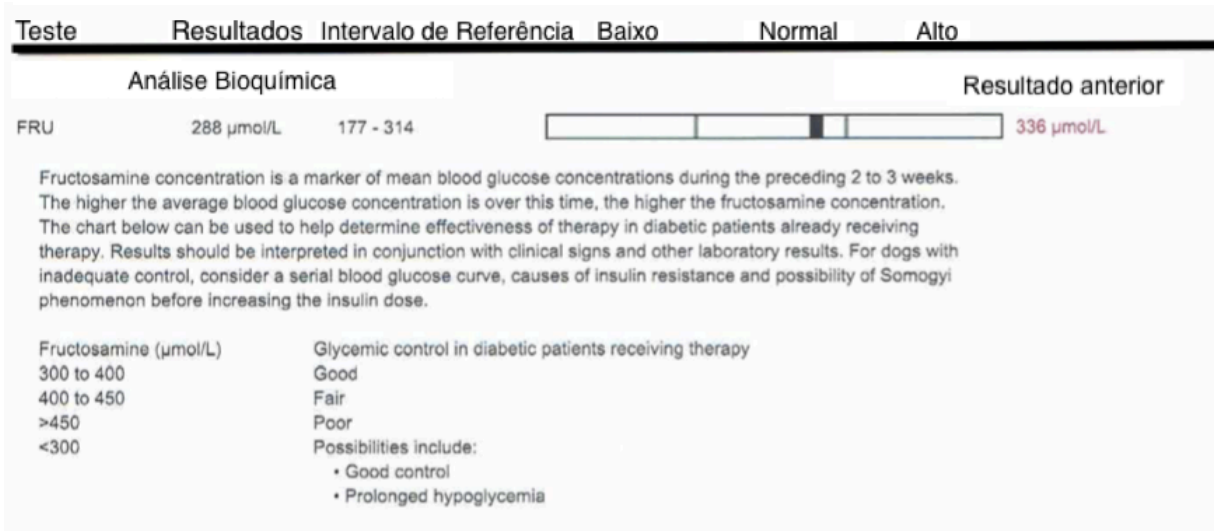 Teste Resultados Intervalo de Referência Baixo Normal Alto
Análise Bioquímica Resultado anterior
FRU 288 µmol/L 177 - 314 336 µmol/L
Fructosamine concentration is a marker of mean blood glucose concentrations during the preceding 2 to 3 weeks.
The higher the average blood glucose concentration is over this time, the higher the fructosamine concentration.
The chart below can be used to help determine effectiveness of therapy in diabetic patients already receiving
therapy. Results should be interpreted in conjunction with clinical signs and other laboratory results. For dogs with
inadequate control, consider a serial blood glucose curve, causes of insulin resistance and possibility of Somogyi
phenomenon before increasing the insulin dose.
Fructosamine (µmol/L) Glycemic control in diabetic patients receiving therapy
300 to 400 Good
400 to 450 Fair
>450 Poor
<300 Possibilities include:
• Good control
• Prolonged hypoglycemia